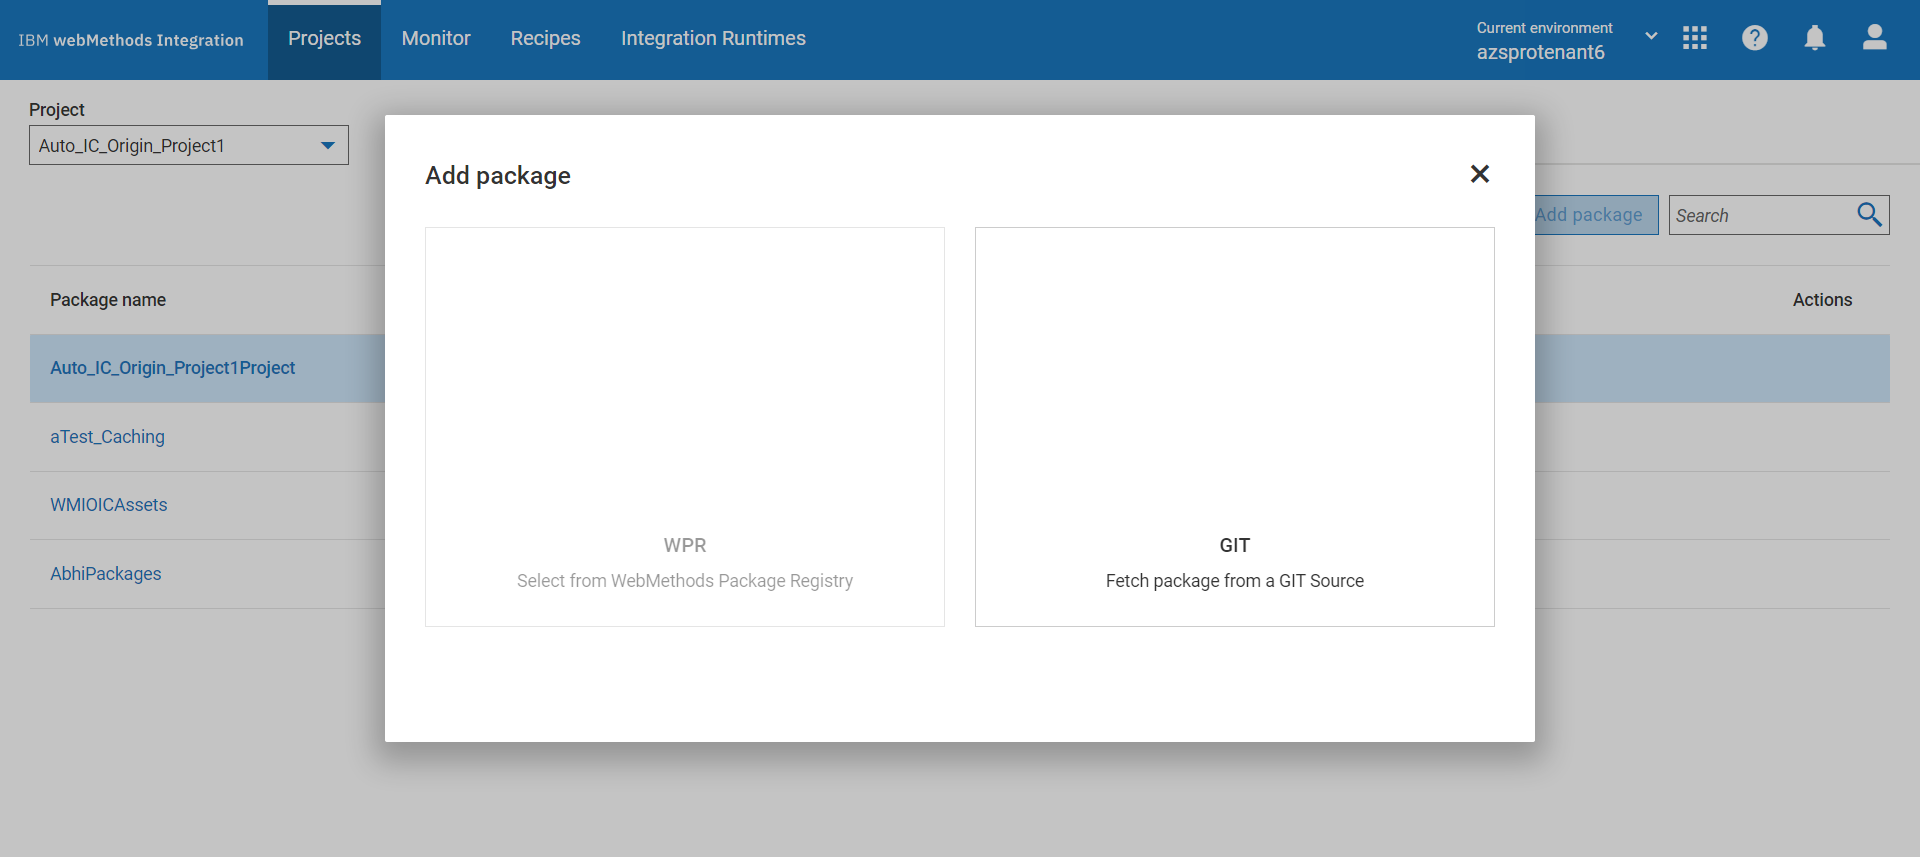 IBM webMethods Integration
Projects
Monitor
Recipes
Integration Runtimes
Current environment
azsprotenant6
Project
Auto_IC_Origin_Project1
Add package
Add package
Search
Package name
Actions
Auto_IC_Origin_Project1Project
aTest_Caching
WMIOICAssets
AbhiPackages
WPR
Select from WebMethods Package Registry
GIT
Fetch package from a GIT Source